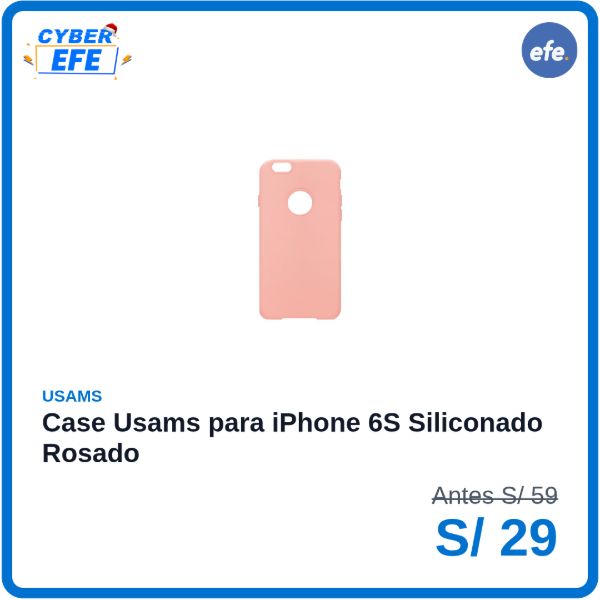 CYBER
EFE
efe.
USAMS
Case Usams para iPhone 6S Siliconado
Rosado
Antes S/ 59
S/ 29